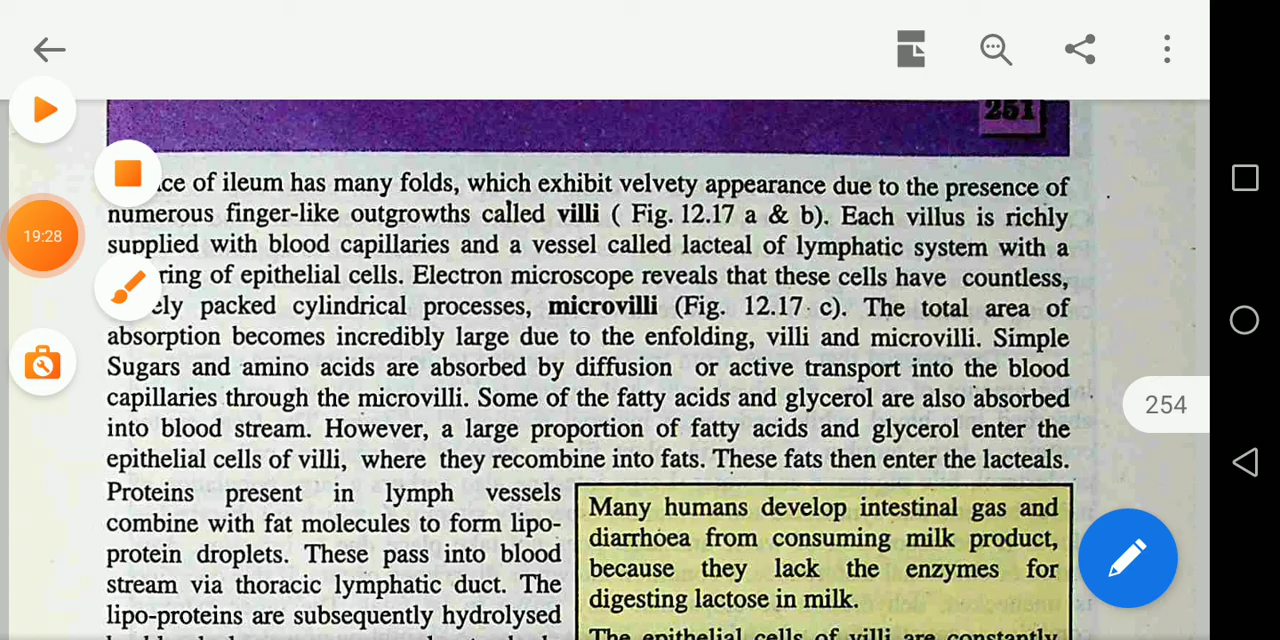 251
19:28
ce of ileum has many folds, which exhibit velvety appearance due to the presence of
numerous finger-like outgrowths called villi ( Fig. 12.17 a & b). Each villus is richly
supplied with blood capillaries and a vessel called lacteal of lymphatic system with a
ring of epithelial cells. Electron microscope reveals that these cells have countless,
ely packed cylindrical processes, microvilli (Fig. 12.17 c). The total area of
absorption becomes incredibly large due to the enfolding, villi and microvilli. Simple
Sugars and amino acids are absorbed by diffusion or active transport into the blood
capillaries through the microvilli. Some of the fatty acids and glycerol are also absorbed
into blood stream. However, a large proportion of fatty acids and glycerol enter the
epithelial cells of villi, where they recombine into fats. These fats then enter the lacteals.
254
Proteins present in lymph vessels
combine with fat molecules to form lipo-
protein droplets. These pass into blood
stream via thoracic lymphatic duct. The
lipo-proteins are subsequently hydrolysed
Many humans develop intestinal gas and
diarrhoea from consuming milk product,
because they lack the enzymes for
digesting lactose in milk.
The epithelial cells of villi are constantly